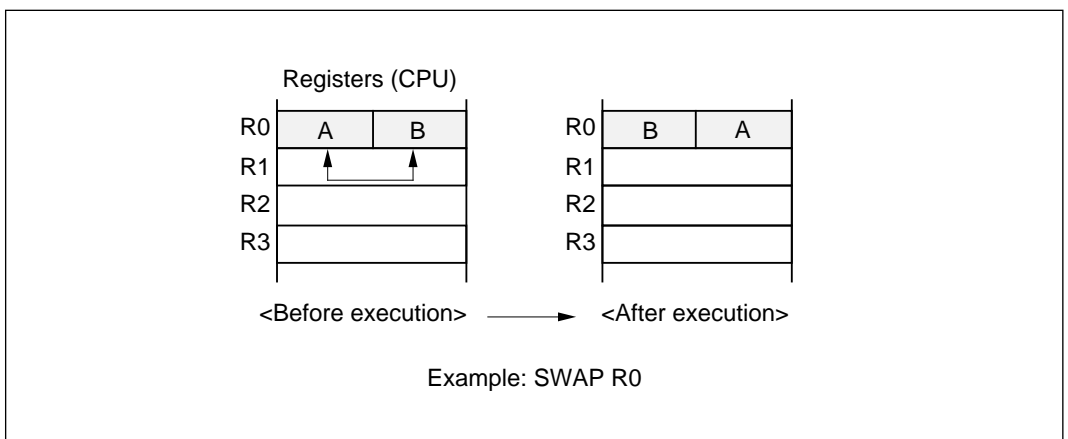 Registers (CPU)
R0 A B R0 B A
R1 R1
R2 R2
R3 R3
<Before execution> <After execution>
Example: SWAP R0